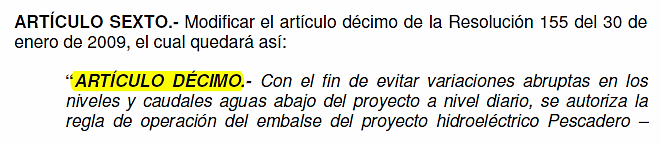 ARTÍCULO SEXTO.- Modificar el artículo décimo de la Resolución 155 del 30 de
enero de 2009, el cual quedará así:
“ARTÍCULO DÉCIMO.- Con el fin de evitar variaciones abruptas en los
niveles y caudales aguas abajo del proyecto a nivel diario, se autoriza la
regla de operación del embalse del proyecto hidroeléctrico Pescadero –